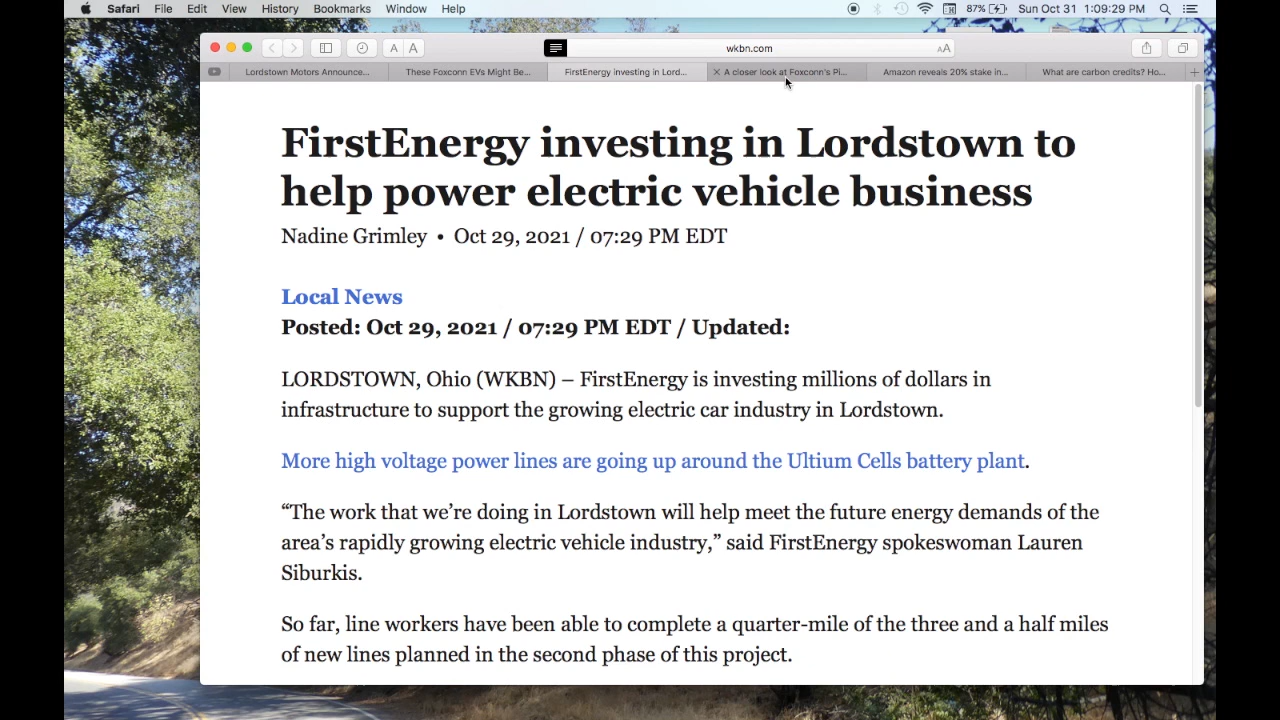 Safari File Edit View History Bookmarks Window Help 87% Sun Oct 31 1:09:29 PM
A A wkbn.com AA
Lordstown Motors Announce... These Foxconn EVs Might Be... FirstEnergy investing in Lord... A closer look at Foxconn's Pi... Amazon reveals 20% stake in... What are carbon credits? Ho...
FirstEnergy investing in Lordstown to
help power electric vehicle business
Nadine Grimley • Oct 29, 2021 / 07:29 PM EDT
Local News
Posted: Oct 29, 2021 / 07:29 PM EDT / Updated:
LORDSTOWN, Ohio (WKBN) – FirstEnergy is investing millions of dollars in
infrastructure to support the growing electric car industry in Lordstown.
More high voltage power lines are going up around the Ultium Cells battery plant.
“The work that we’re doing in Lordstown will help meet the future energy demands of the
area’s rapidly growing electric vehicle industry,” said FirstEnergy spokeswoman Lauren
Siburkis.
So far, line workers have been able to complete a quarter-mile of the three and a half miles
of new lines planned in the second phase of this project.